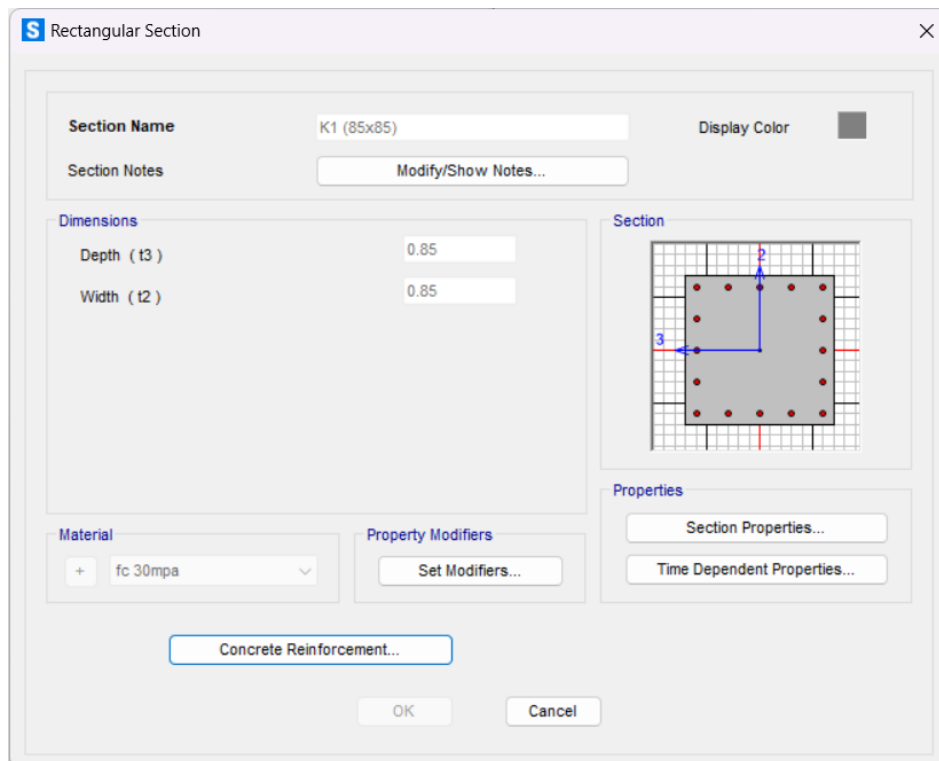 S Rectangular Section
Section Name K1 (85x85) Display Color
Section Notes Modify/Show Notes...
Dimensions
Depth ( t3 ) 0.85
Width ( t2 ) 0.85
Section
2
3
Properties
Section Properties...
Time Dependent Properties...
Material
+ fc 30mpa
Property Modifiers
Set Modifiers...
Concrete Reinforcement...
OK Cancel